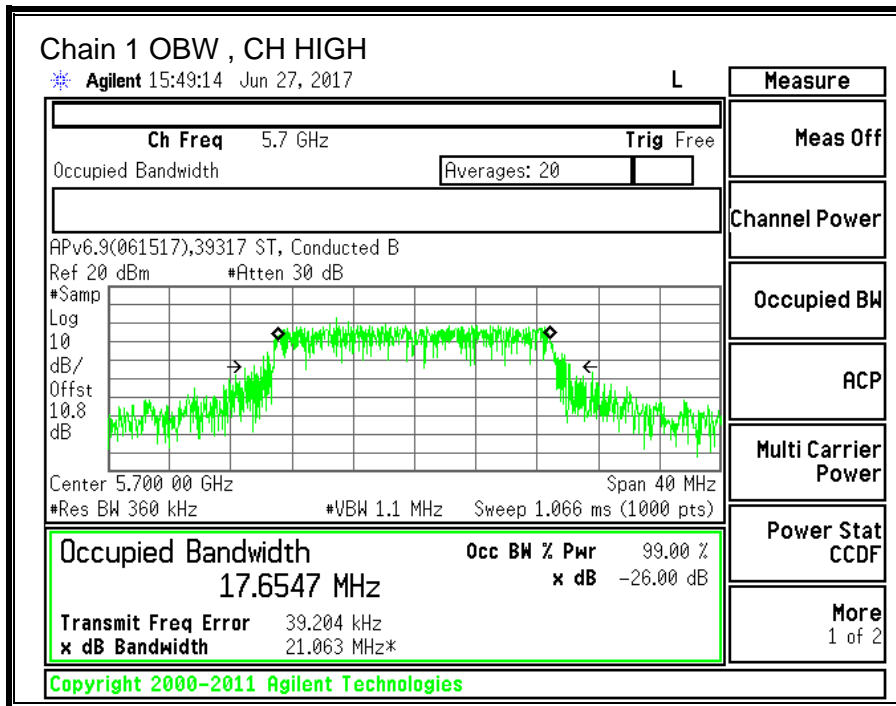 Chain 1 OBW , CH HIGH
Agilent 15:49:14 Jun 27, 2017 L
Measure
Ch Freq 5.7 GHz Trig Free
Occupied Bandwidth Averages: 20
APv6.9(061517),39317 ST, Conducted B
Ref 20 dBm #Atten 30 dB
#Samp
Log
10
dB/
Offst
10.8
dB
Center 5.700 00 GHz Span 40 MHz
#Res BW 360 kHz #VBW 1.1 MHz Sweep 1.066 ms (1000 pts)
Occupied Bandwidth Occ BW % Pwr 99.00 %
17.6547 MHz x dB -26.00 dB
Transmit Freq Error 39.204 kHz
x dB Bandwidth 21.063 MHz*
Copyright 2000-2011 Agilent Technologies
Meas Off
Channel Power
Occupied BW
ACP
Multi Carrier
Power
Power Stat
CCDF
More
1 of 2